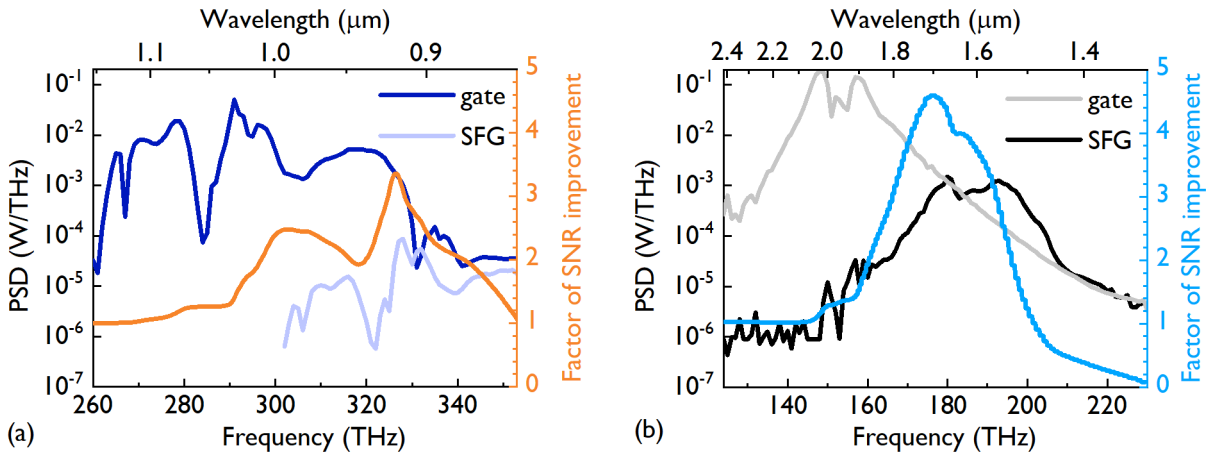 Wavelength (μm)
1.1 1.0 0.9
10⁻¹
10⁻²
10⁻³
10⁻⁴
10⁻⁵
10⁻⁶
10⁻⁷
PSD (W/THz)
gate
SFG
5
4
3
2
1
0
Factor of SNR improvement
260 280 300 320 340
(a) Frequency (THz)
Wavelength (μm)
2.4 2.2 2.0 1.8 1.6 1.4
10⁻¹
10⁻²
10⁻³
10⁻⁴
10⁻⁵
10⁻⁶
10⁻⁷
PSD (W/THz)
gate
SFG
5
4
3
2
1
0
Factor of SNR improvement
140 160 180 200 220
(b) Frequency (THz)